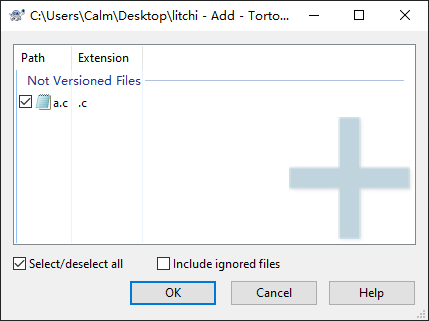 C:\Users\Calm\Desktop\litchi - Add - Torto...
Path Extension
Not Versioned Files
a.c .c
Select/deselect all Include ignored files
OK Cancel Help